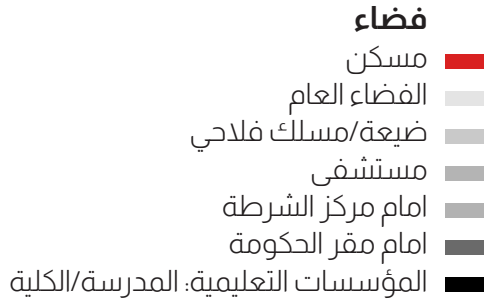 فضاء
مسكن
الفضاء العام
ضيعة/مسلك فلاحي
مستشفى
امام مركز الشرطة
امام مقر الحكومة
المؤسسات التعليمية: المدرسة/الكلية